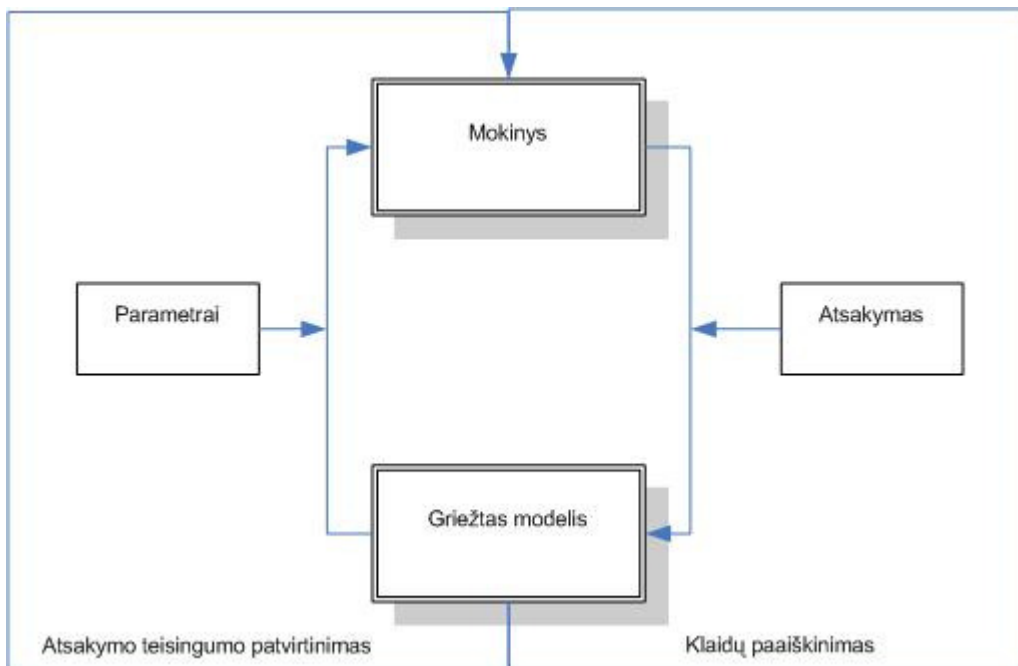 Mokinys
Parametrai
Atsakymas
Griežtas modelis
Atsakymo teisingumo patvirtinimas
Klaidų paaiškinimas